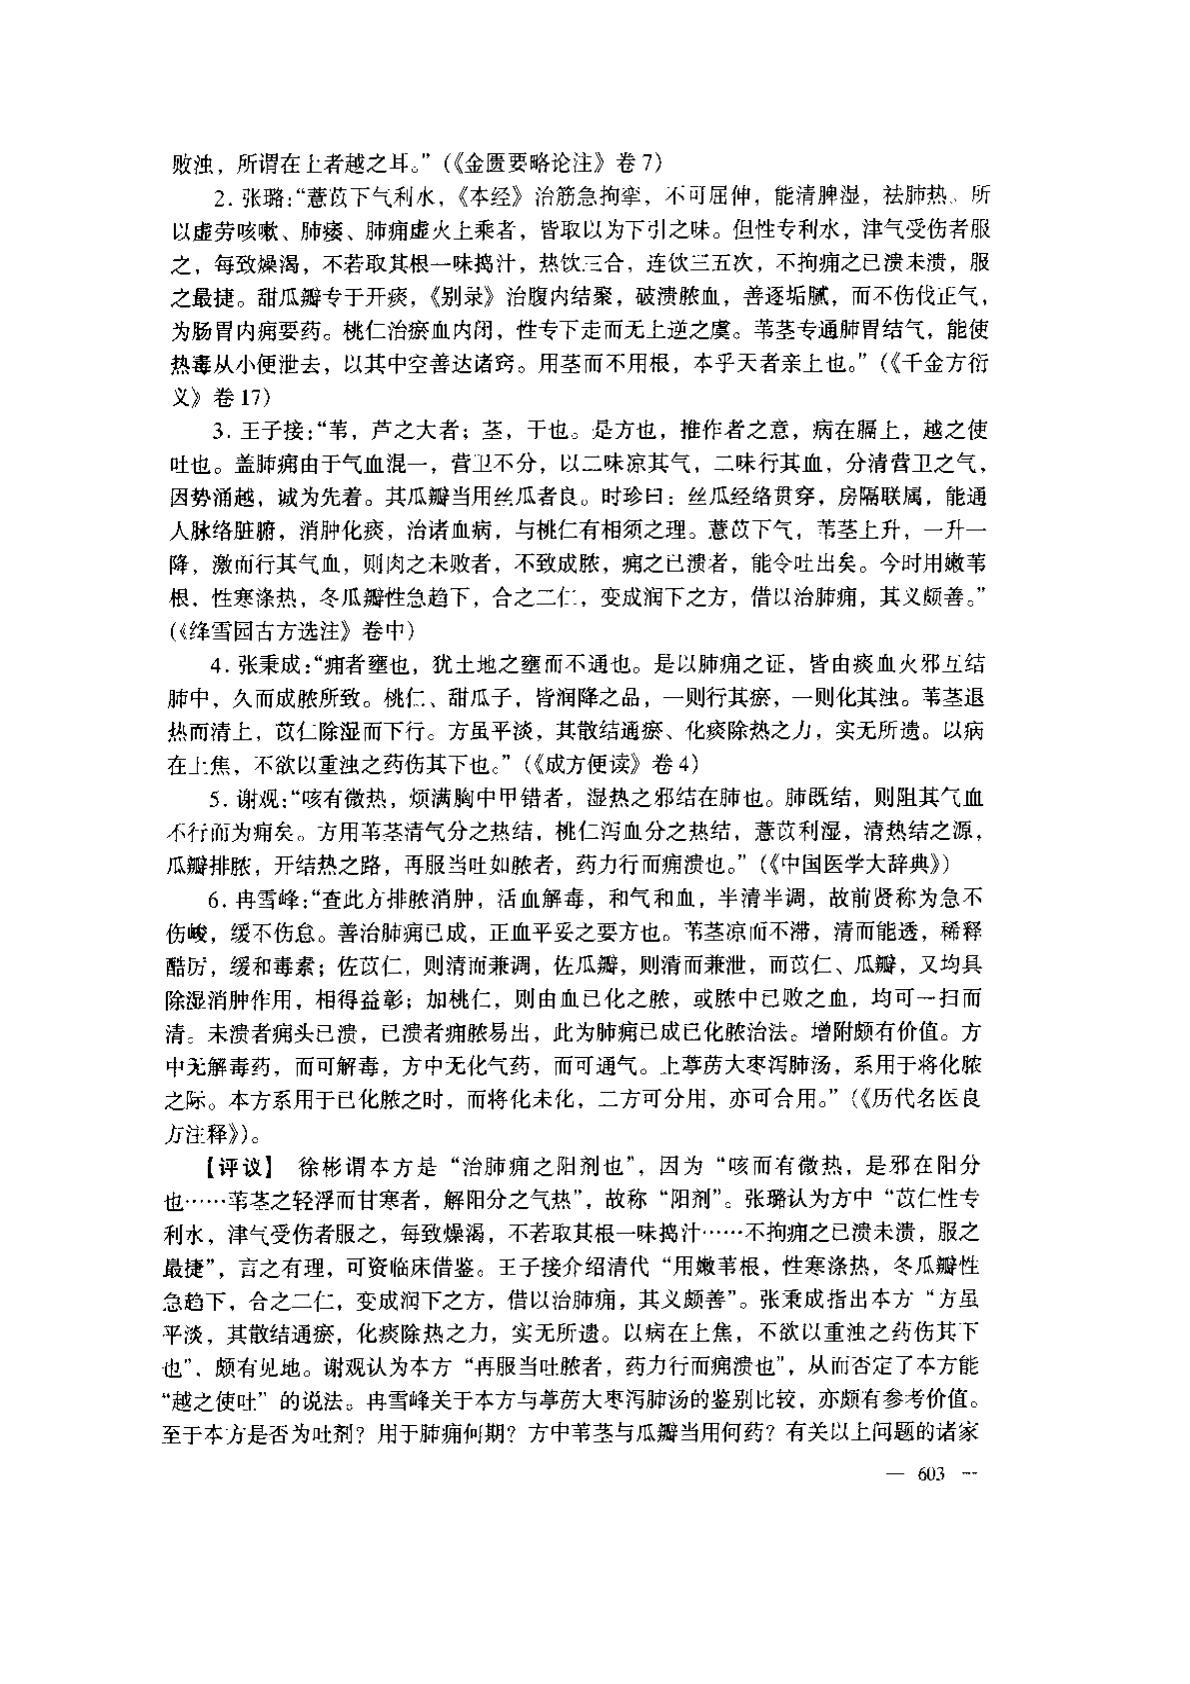 败浊，所谓在上者越之耳。”（《金匮要略论注》卷7）
2. 张璐：“薏苡下气利水，《本经》治筋急拘挛，不可屈伸，能清脾湿，祛肺热。所
以虚劳咳嗽、肺痿、肺痈虚火上乘者，皆取以为下引之味。但性专利水，津气受伤者服
之，每致燥渴，不若取其根一味捣汁，热饮三合，连饮三五次，不拘痈之已溃未溃，服
之最捷。甜瓜瓣专于开痰，《别录》治腹内结聚，破溃脓血，善逐垢腻，而不伤伐正气，
为肠胃内痈要药。桃仁治瘀血内闭，性专下走而无上逆之虞。苇茎专通肺胃结气，能使
热毒从小便泄去，以其中空善达诸窍。用茎而不用根，本乎天者亲上也。”（《千金方衍
义》卷17）
3. 王子接：“苇，芦之大者；茎，干也。是方也，推作者之意，病在膈上，越之使
吐也。盖肺痈由于气血混一，营卫不分，以二味凉其气，二味行其血，分清营卫之气，
因势涌越，诚为先着。其瓜瓣当用丝瓜者良。时珍曰：丝瓜经络贯穿，房隔联属，能通
人脉络脏腑，消肿化痰，治诸血病，与桃仁有相须之理。薏苡下气，苇茎上升，一升一
降，激而行其气血，则肉之未败者，不致成脓，痈之已溃者，能令吐出矣。今时用嫩苇
根，性寒涤热，冬瓜瓣性急趋下，合之二仁，变成润下之方，借以治肺痈，其义颇善。”
（《绛雪园古方选注》卷中）
4. 张秉成：“痈者壅也，犹土地之壅而不通也。是以肺痈之证，皆由痰血火邪互结
肺中，久而成脓所致。桃仁、甜瓜子，皆润降之品，一则行其瘀，一则化其浊。苇茎退
热而清上，苡仁除湿而下行。方虽平淡，其散结通瘀、化痰除热之力，实无所遗。以病
在上焦，不欲以重浊之药伤其下也。”（《成方便读》卷4）
5. 谢观：“咳有微热，烦满胸中甲错者，湿热之邪结在肺也。肺既结，则阻其气血
不行而为痈矣。方用苇茎清气分之热结，桃仁泻血分之热结，薏苡利湿，清热结之源，
瓜瓣排脓，开结热之路，再服当吐如脓者，药力行而痈溃也。”（《中国医学大辞典》）
6. 冉雪峰：“查此方排脓消肿，活血解毒，和气和血，半清半调，故前贤称为急不
伤峻，缓不伤怠。善治肺痈已成，正血平妥之要方也。苇茎凉而不滞，清而能透，稀释
酷厉，缓和毒素；佐苡仁，则清而兼调，佐瓜瓣，则清而兼泄，而苡仁、瓜瓣，又均具
除湿消肿作用，相得益彰；加桃仁，则由血已化之脓，或脓中已败之血，均可一扫而
清。未溃者痈头已溃，已溃者痈脓易出，此为肺痈已成已化脓治法。增附颇有价值。方
中无解毒药，而可解毒，方中无化气药，而可通气。上葶苈大枣泻肺汤，系用于将化脓
之际。本方系用于已化脓之时，而将化未化，二方可分用，亦可合用。”（《历代名医良
方注释》）。
【评议】 徐彬谓本方是“治肺痈之阳剂也”，因为“咳而有微热，是邪在阳分
也……苇茎之轻浮而甘寒者，解阳分之气热”，故称“阳剂”。张璐认为方中“苡仁性专
利水，津气受伤者服之，每致燥渴，不若取其根一味捣汁……不拘痈之已溃未溃，服之
最捷”，言之有理，可资临床借鉴。王子接介绍清代“用嫩苇根，性寒涤热，冬瓜瓣性
急趋下，合之二仁，变成润下之方，借以治肺痈，其义颇善”。张秉成指出本方“方虽
平淡，其散结通瘀，化痰除热之力，实无所遗。以病在上焦，不欲以重浊之药伤其下
也”，颇有见地。谢观认为本方“再服当吐脓者，药力行而痈溃也”，从而否定了本方能
“越之使吐”的说法。冉雪峰关于本方与葶苈大枣泻肺汤的鉴别比较，亦颇有参考价值。
至于本方是否为吐剂？用于肺痈何期？方中苇茎与瓜瓣当用何药？有关以上问题的诸家
— 603 —